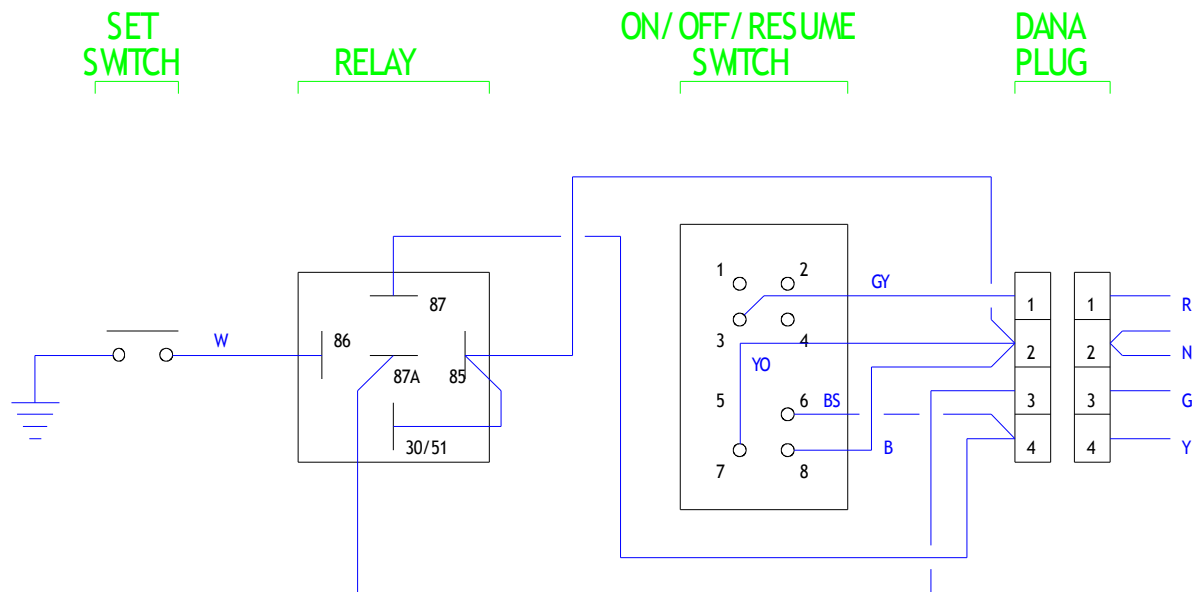 SET
SWITCH
RELAY
ON/OFF/RESUME
SWITCH
DANA
PLUG
W
86
87
87A
85
30/51
1
2
3
4
5
6
7
8
GY
YO
BS
B
1
2
3
4
1
2
3
4
R
N
G
Y